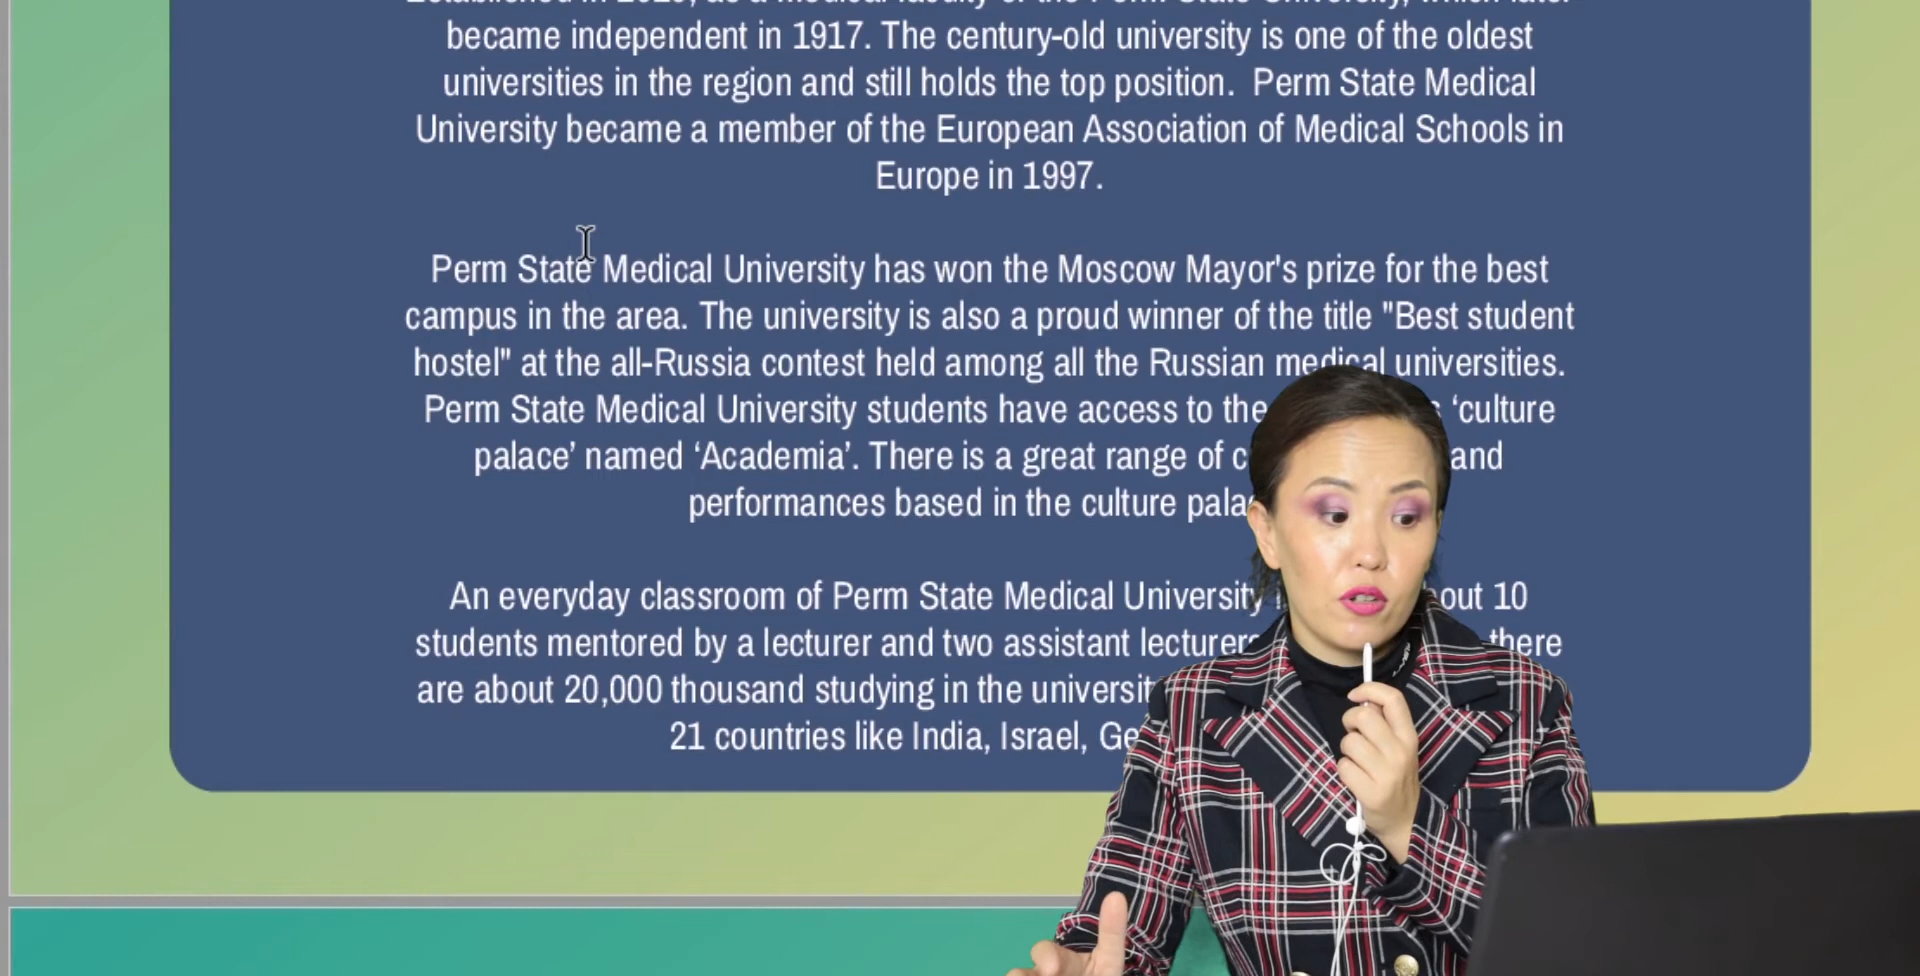 became independent in 1917. The century-old university is one of the oldest
universities in the region and still holds the top position. Perm State Medical
University became a member of the European Association of Medical Schools in
Europe in 1997.
Perm State Medical University has won the Moscow Mayor's prize for the best
campus in the area. The university is also a proud winner of the title "Best student
hostel" at the all-Russia contest held among all the Russian medical universities.
Perm State Medical University students have access to the ‘culture
palace’ named ‘Academia’. There is a great range of and
performances based in the culture
An everyday classroom of Perm State Medical University 10
students mentored by a lecturer and two assistant there
are about 20,000 thousand studying in the
21 countries like India, Israel,